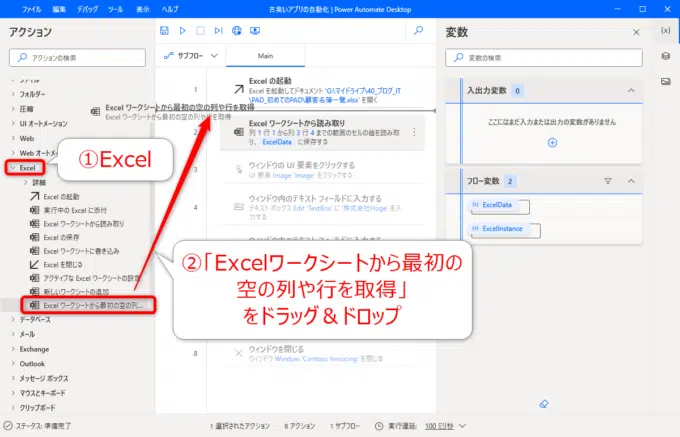 ファイル 編集 デバッグ ツール 表示 ヘルプ
古臭いアプリの自動化 | Power Automate Desktop
アクション
アクションの検索
フォルダー
圧縮
UI オートメーション
Web
Web オートメー
Excel
詳細
Excel の起動
実行中の Excel に添付
Excel ワークシートから読み取り
Excel の保存
Excel ワークシートに書き込み
Excel を閉じる
アクティブな Excel ワークシートの設定
新しいワークシートの追加
Excel ワークシートから最初の空の列...
データベース
メール
Exchange
Outlook
メッセージ ボックス
マウスとキーボード
クリップボード
①Excel
Excel ワークシートから最初の空の列や行を取得
Excel ワークシートから最初の空の列や行を取得
サブフロー
Main
1
Excel の起動
Excel を起動してドキュメント 'G:\マイドライブ\40_ブログ_IT
\PAD_初めてのPAD\顧客名簿一覧.xlsx' を開く
2
Excel ワークシートから読み取り
列 1 行 1 から列 3 行 4 までの範囲のセルの値を読み取
り、 ExcelData に保存する
3
ウィンドウの UI 要素をクリックする
UI 要素 Image 'Image' をクリックする
ウィンドウ内のテキスト フィールドに入力する
テキスト ボックス Edit 'TextBox' に '株式会社Hoge' を入
力する
②「Excelワークシートから最初の
空の列や行を取得」
をドラッグ＆ドロップ
8
ウィンドウを閉じる
ウィンドウ Window 'Contoso Invoicing' を閉じる
変数
{x}
変数の検索
入出力変数 0
ここにはまだ入力または出力の変数がありません
フロー変数 2
(x) ExcelData
(x) ExcelInstance
ステータス: 準備完了
1 選択されたアクション
8 アクション
1 サブフロー
実行遅延: 100 ミリ秒